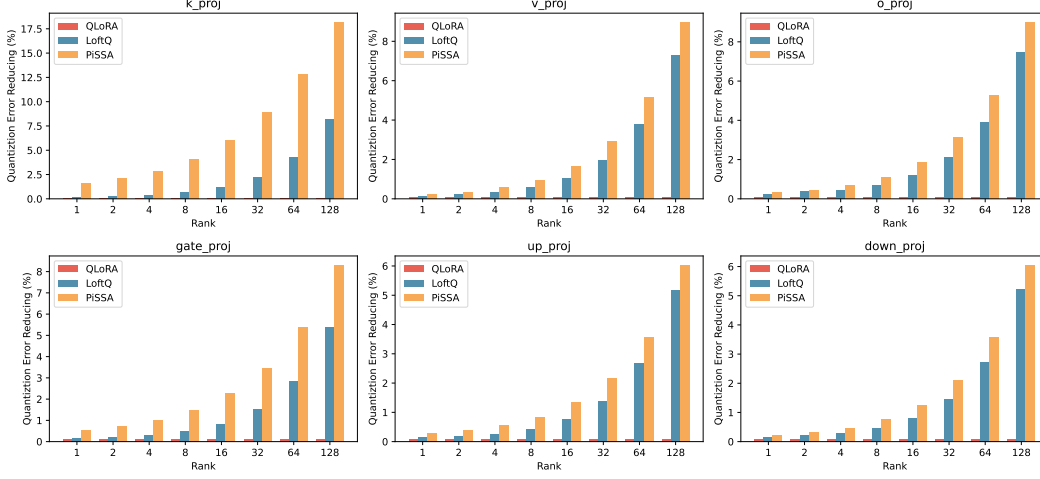 k_proj
v_proj
o_proj
Quantiztion Error Reducing (%)
17.5
15.0
12.5
10.0
7.5
5.0
2.5
0.0
QLoRA
LoftQ
PiSSA
1 2 4 8 16 32 64 128
Rank
Quantiztion Error Reducing (%)
8
6
4
2
0
QLoRA
LoftQ
PiSSA
1 2 4 8 16 32 64 128
Rank
Quantiztion Error Reducing (%)
8
6
4
2
0
QLoRA
LoftQ
PiSSA
1 2 4 8 16 32 64 128
Rank
gate_proj
up_proj
down_proj
Quantiztion Error Reducing (%)
8
7
6
5
4
3
2
1
0
QLoRA
LoftQ
PiSSA
1 2 4 8 16 32 64 128
Rank
Quantiztion Error Reducing (%)
6
5
4
3
2
1
0
QLoRA
LoftQ
PiSSA
1 2 4 8 16 32 64 128
Rank
Quantiztion Error Reducing (%)
6
5
4
3
2
1
0
QLoRA
LoftQ
PiSSA
1 2 4 8 16 32 64 128
Rank